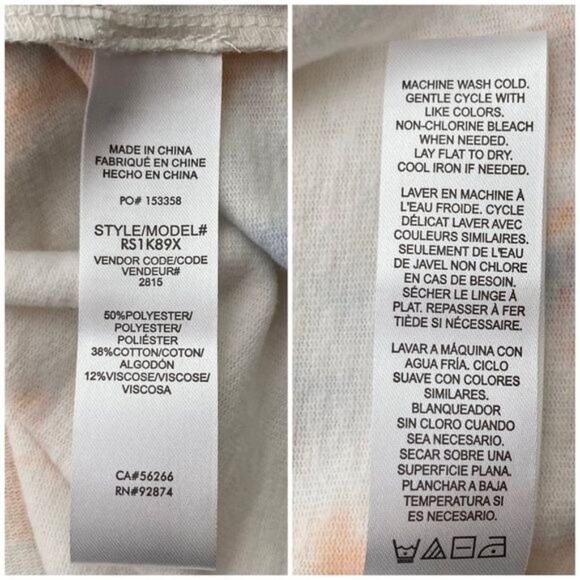 MADE IN CHINA
FABRIQUÉ EN CHINE
HECHO EN CHINA
PO# 153358
STYLE/MODEL#
RS1K89X
VENDOR CODE/CODE
VENDEUR#
2815
50%POLYESTER/
POLYESTER/
POLIÉSTER
38%COTTON/COTON/
ALGODÓN
12%VISCOSE/VISCOSE/
VISCOSA
CA#56266
RN#92874
MACHINE WASH COLD.
GENTLE CYCLE WITH
LIKE COLORS.
NON-CHLORINE BLEACH
WHEN NEEDED.
LAY FLAT TO DRY.
COOL IRON IF NEEDED.
LAVER EN MACHINE À
L'EAU FROIDE. CYCLE
DÉLICAT LAVER AVEC
COULEURS SIMILAIRES.
SEULEMENT DE L'EAU
DE JAVEL NON CHLORE
EN CAS DE BESOIN.
SÉCHER LE LINGE À
PLAT. REPASSER À FER
TIÈDE SI NÉCESSAIRE.
LAVAR A MÁQUINA CON
AGUA FRÍA. CICLO
SUAVE CON COLORES
SIMILARES.
BLANQUEADOR
SIN CLORO CUANDO
SEA NECESARIO.
SECAR SOBRE UNA
SUPERFICIE PLANA.
PLANCHAR A BAJA
TEMPERATURA SI
ES NECESARIO.